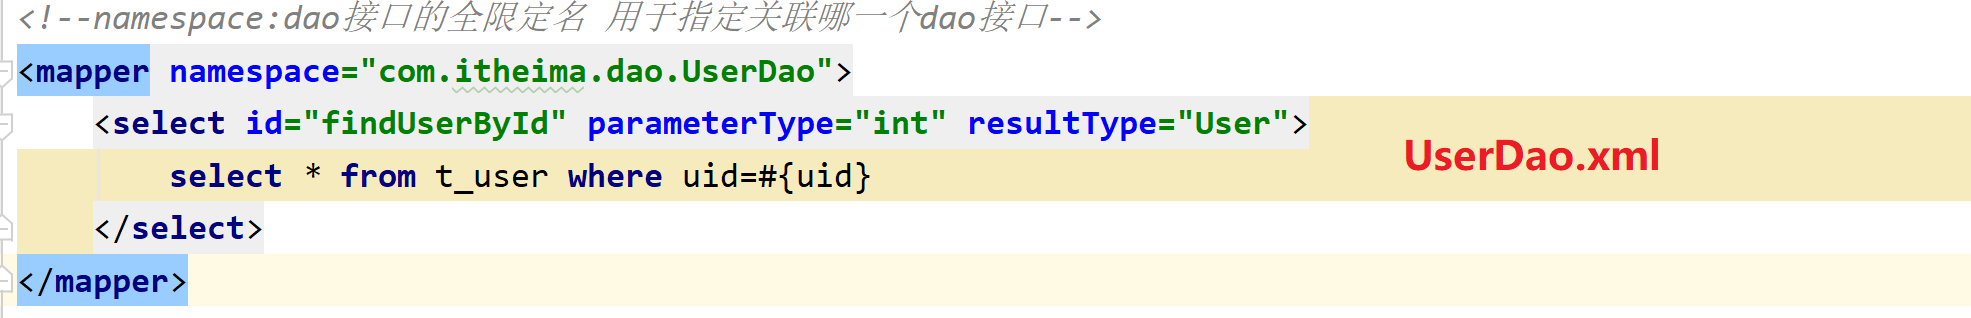 <!--namespace:dao接口的全限定名 用于指定关联哪一个dao接口-->
<mapper namespace="com.itheima.dao.UserDao">
    <select id="findUserById" parameterType="int" resultType="User">
        select * from t_user where uid=#{uid}
    </select>
</mapper>
UserDao.xml